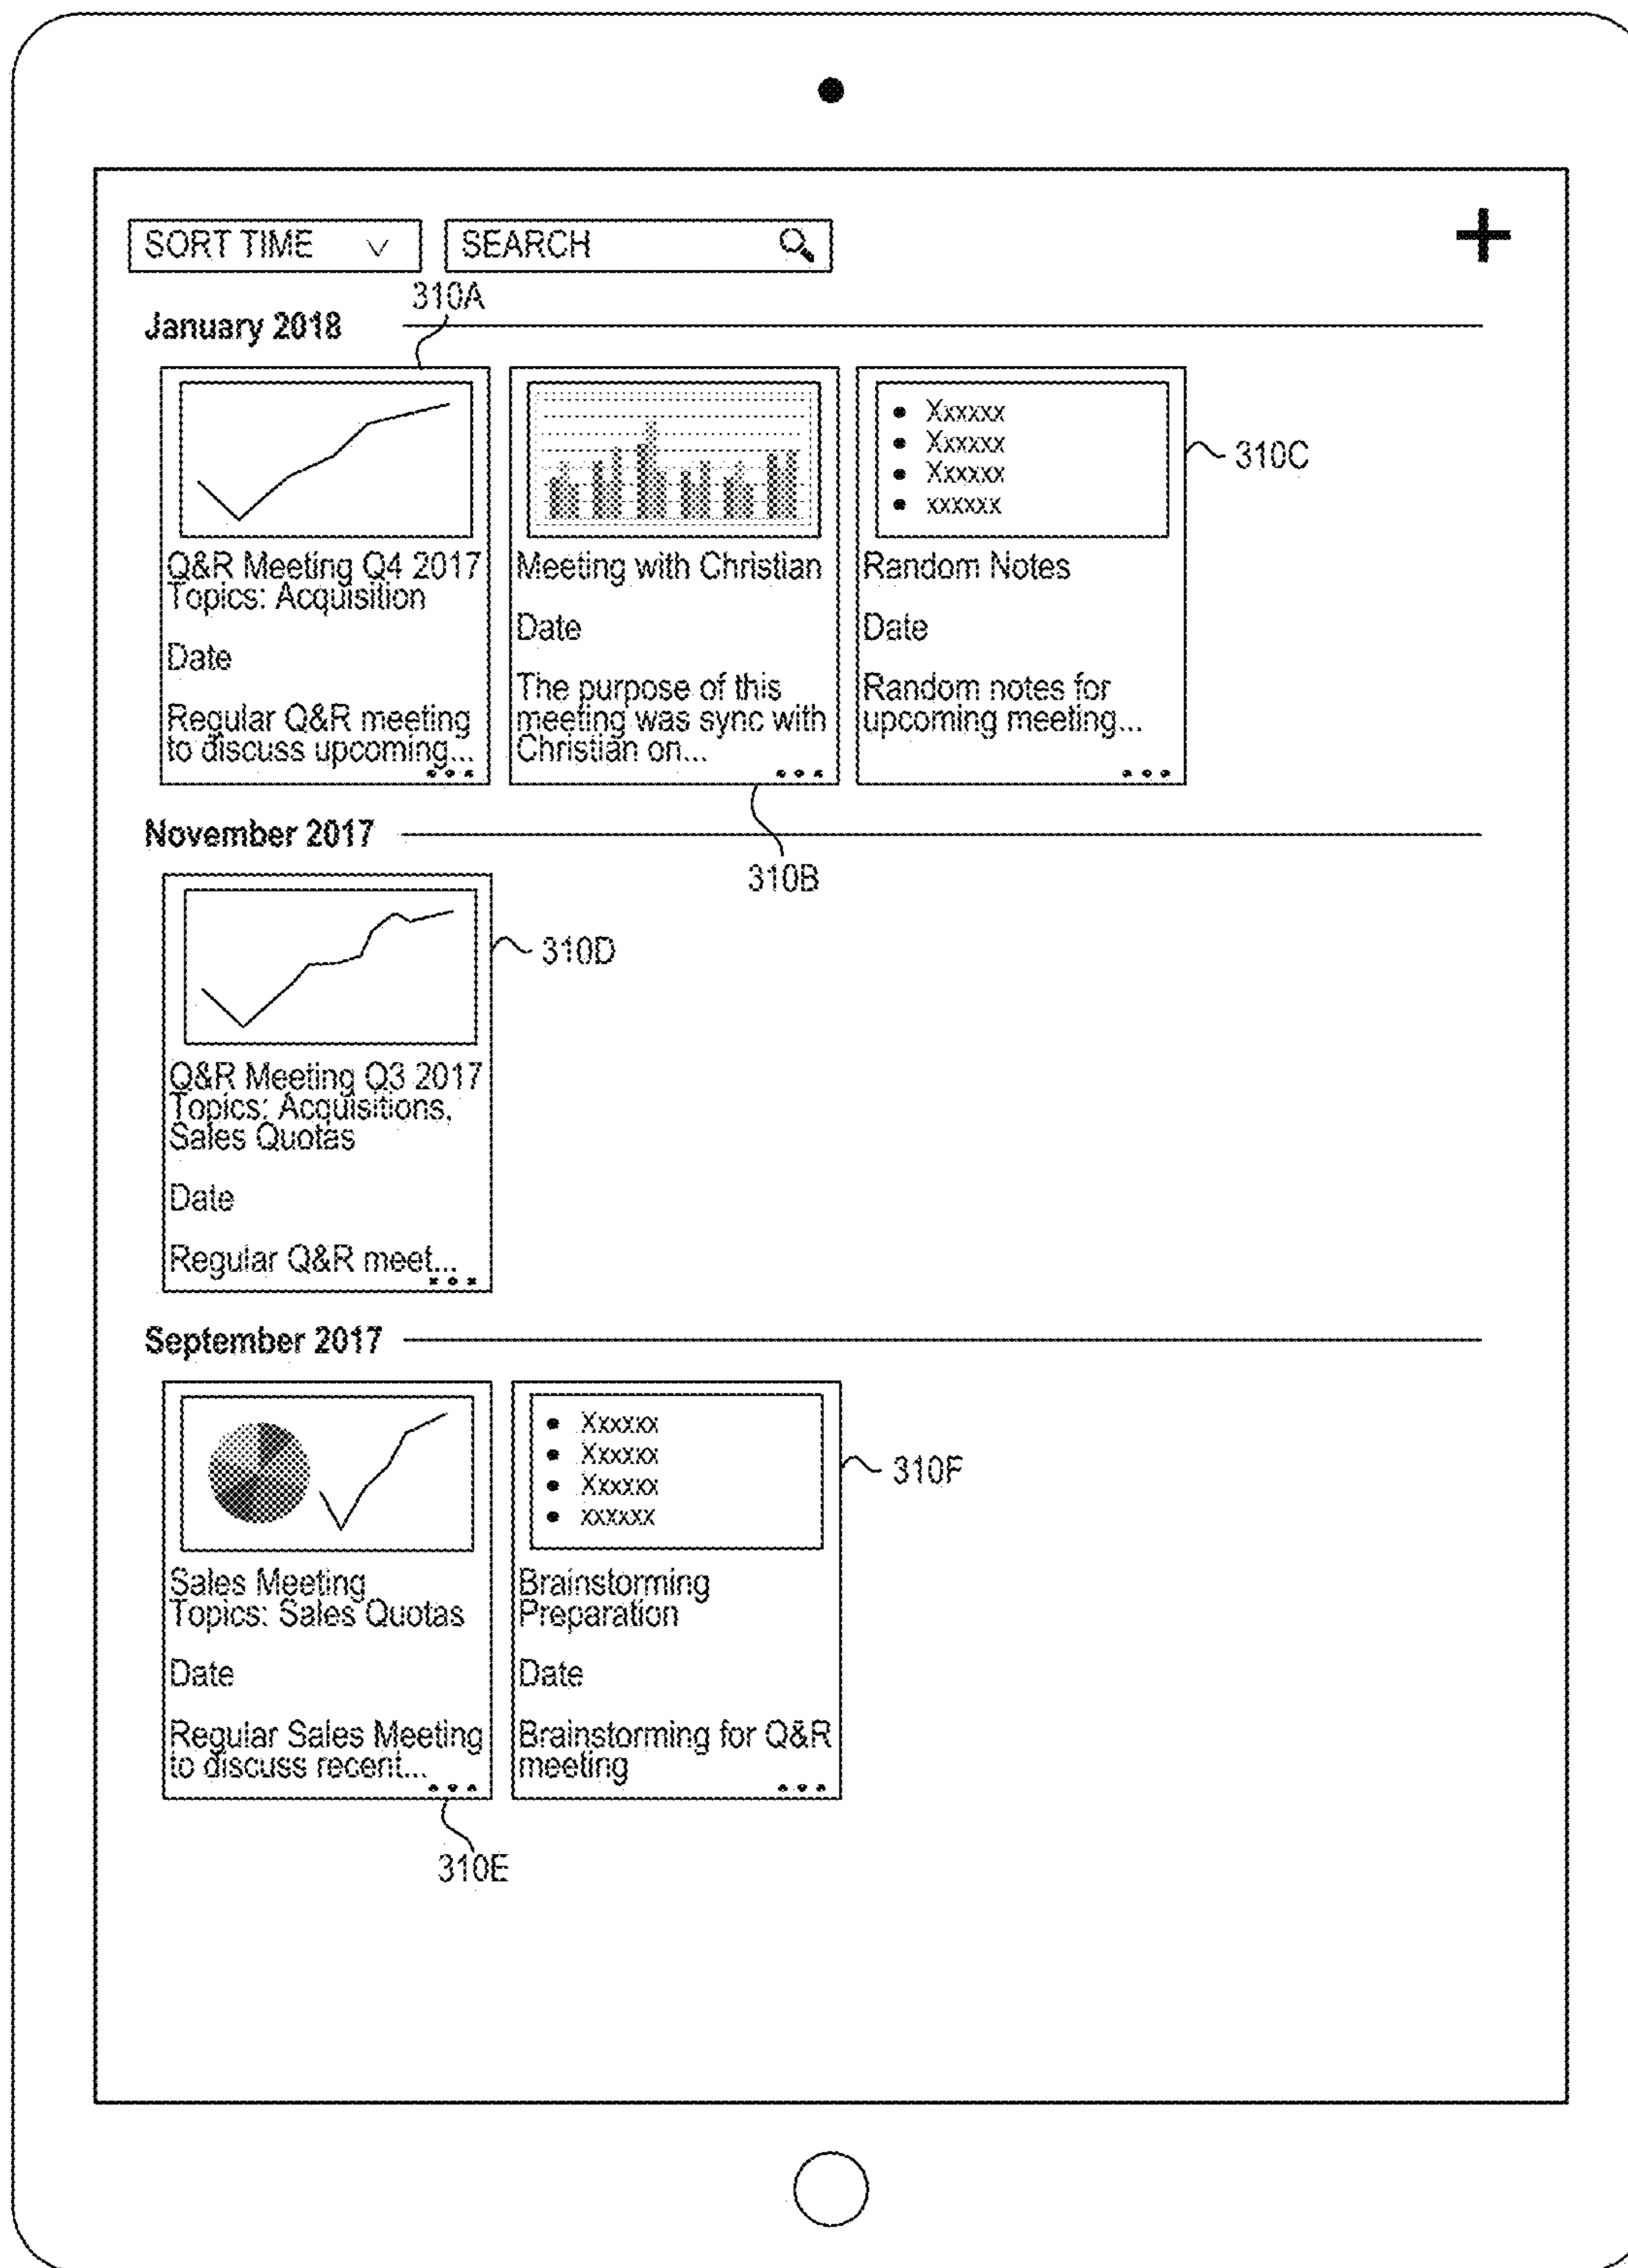 SORT TIME
SEARCH
310A
January 2018
Xxxxxx
Xxxxxx
Xxxxxx
xxxxxx
310C
Q&R Meeting Q4 2017
Topics: Acquisition
Date
Regular Q&R meeting
to discuss upcoming...
Meeting with Christian
Date
The purpose of this
meeting was sync with
Christian on...
Random Notes
Date
Random notes for
upcoming meeting...
November 2017
310B
310D
Q&R Meeting Q3 2017
Topics: Acquisitions,
Sales Quotas
Date
Regular Q&R meet...
September 2017
Xxxxxx
Xxxxxx
Xxxxxx
xxxxxx
310F
Sales Meeting
Topics: Sales Quotas
Date
Regular Sales Meeting
to discuss recent...
Brainstorming
Preparation
Date
Brainstorming for Q&R
meeting
310E